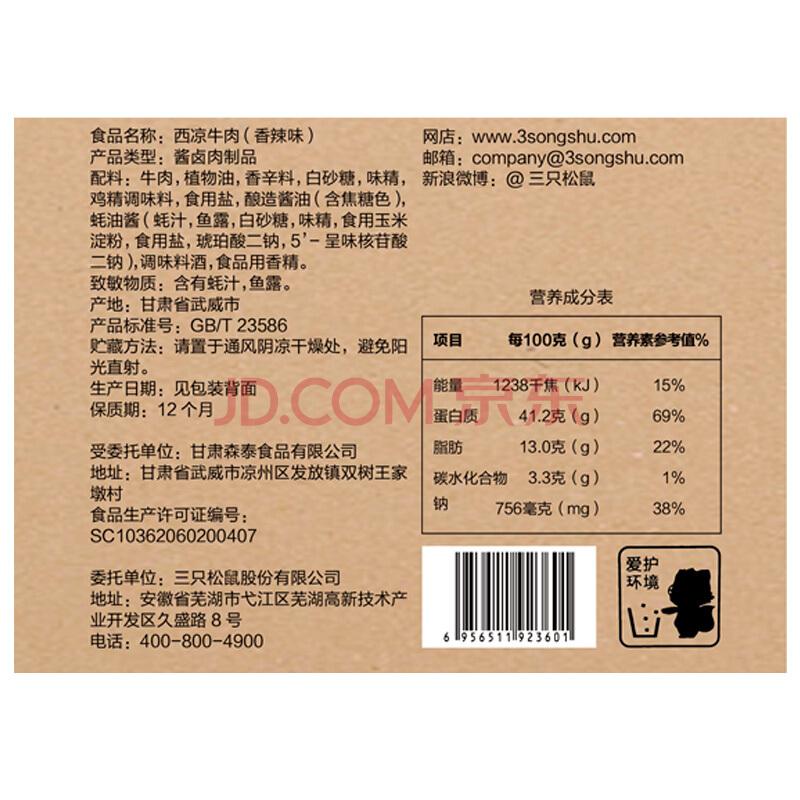 食品名称：西凉牛肉（香辣味）
产品类型：酱卤肉制品
配料：牛肉，植物油，香辛料，白砂糖，味精，
鸡精调味料，食用盐，酿造酱油（含焦糖色），
蚝油酱（蚝汁，鱼露，白砂糖，味精，食用玉米
淀粉，食用盐，琥珀酸二钠，5'-呈味核苷酸
二钠），调味料酒，食品用香精。
致敏物质：含有蚝汁，鱼露。
产地：甘肃省武威市
产品标准号：GB/T 23586
贮藏方法：请置于通风阴凉干燥处，避免阳
光直射。
生产日期：见包装背面
保质期：12个月
受委托单位：甘肃森泰食品有限公司
地址：甘肃省武威市凉州区发放镇双树王家
墩村
食品生产许可证编号：
SC10362060200407
委托单位：三只松鼠股份有限公司
地址：安徽省芜湖市弋江区芜湖高新技术产
业开发区久盛路8号
电话：400-800-4900
网店：www.3songshu.com
邮箱：company@3songshu.com
新浪微博：@三只松鼠
营养成分表
项目 每100克（g） 营养素参考值%
能量 1238千焦（kJ） 15%
蛋白质 41.2克（g） 69%
脂肪 13.0克（g） 22%
碳水化合物 3.3克（g） 1%
钠 756毫克（mg） 38%
6 956511 923601
爱护
环境
JD.COM 京东